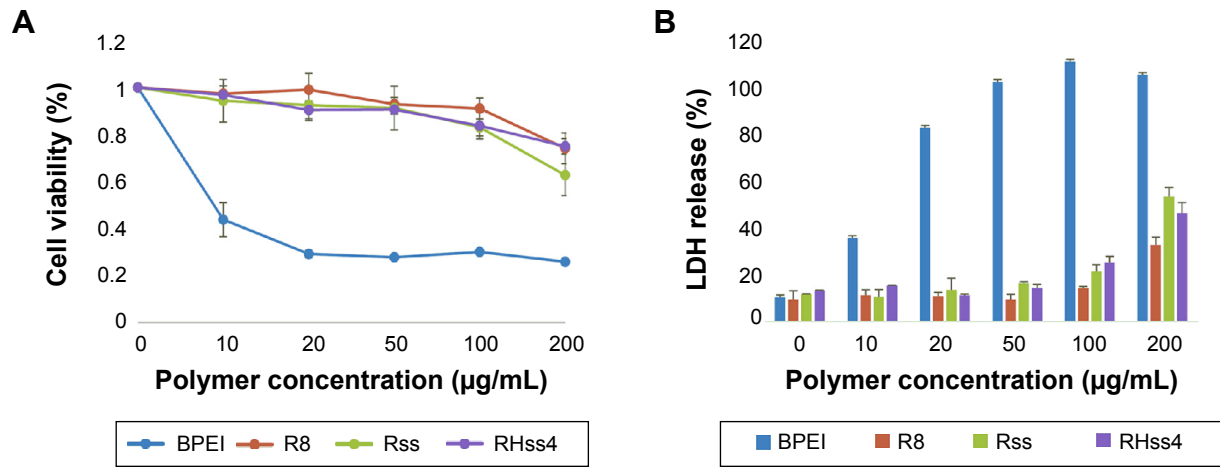 A
Cell viability (%)
1.2
1
0.8
0.6
0.4
0.2
0
0 10 20 50 100 200
Polymer concentration (µg/mL)
BPEI R8 Rss RHss4
B
LDH release (%)
120
100
80
60
40
20
0
0 10 20 50 100 200
Polymer concentration (µg/mL)
BPEI R8 Rss RHss4